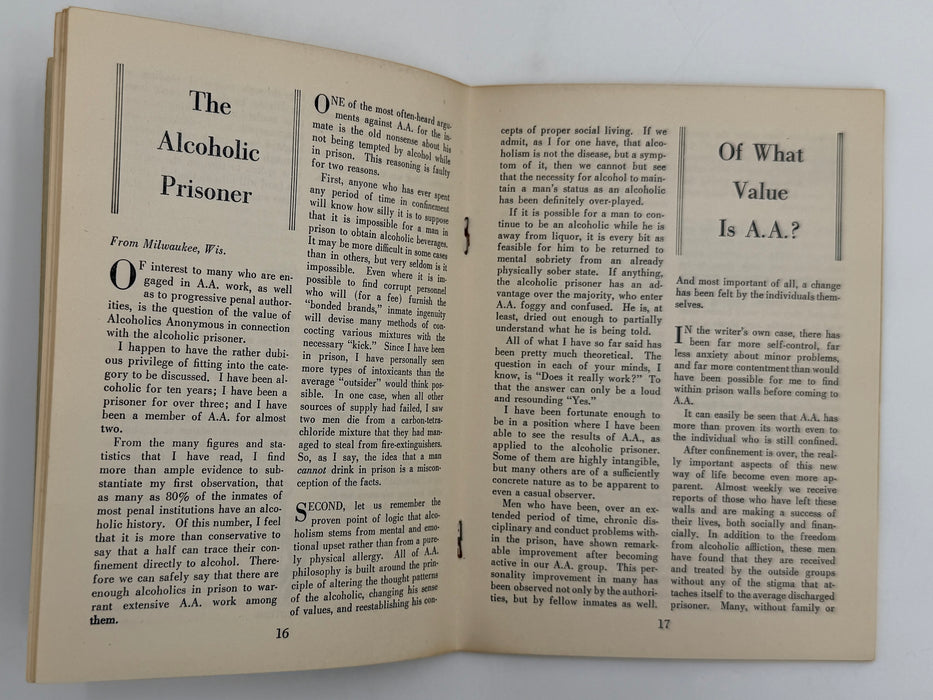 The
Alcoholic
Prisoner
From Milwaukee, Wis.
OF interest to many who are en-
gaged in A.A. work, as well
as to progressive penal author-
ities, is the question of the value of
Alcoholics Anonymous in connection
with the alcoholic prisoner.
I happen to have the rather dubi-
ous privilege of fitting into the cate-
gory to be discussed. I have been al-
coholic for ten years; I have been a
prisoner for over three; and I have
been a member of A.A. for almost
two.
From the many figures and sta-
tistics that I have read, I find
more than ample evidence to sub-
stantiate my first observation, that
as many as 80% of the inmates of
most penal institutions have an alco-
holic history. Of this number, I feel
that it is more than conservative to
say that a half can trace their con-
finement directly to alcohol. There-
fore we can safely say that there are
enough alcoholics in prison to war-
rant extensive A.A. work among
them.
ONE of the most often-heard argu-
ments against A.A. for the in-
mate is the old nonsense about his
not being tempted by alcohol while
in prison. This reasoning is faulty
for two reasons.
First, anyone who has ever spent
any period of time in confinement
will know how silly it is to suppose
that it is impossible for a man in
prison to obtain alcoholic beverages.
It may be more difficult in some cases
than in others, but very seldom is it
impossible. Even where it is im-
possible to find corrupt personnel
who will (for a fee) furnish the
"bonded brands," inmate ingenuity
will devise many methods of con-
cocting various mixtures with the
necessary "kick." Since I have been
in prison, I have personally seen
more types of intoxicants than the
average "outsider" would think pos-
sible. In one case, when all other
sources of supply had failed, I saw
two men die from a carbon-tetra-
chloride mixture that they had man-
aged to steal from fire-extinguishers.
So, as I say, the idea that a man
cannot drink in prison is a miscon-
ception of the facts.
SECOND, let us remember the
proven point of logic that alco-
holism stems from mental and emo-
tional upset rather than from a pure-
ly physical allergy. All of A.A.
philosophy is built around the prin-
ciple of altering the thought patterns
of the alcoholic, changing his sense
of values, and reestablishing his con-
16
cepts of proper social living. If we
admit, as I for one have, that alco-
holism is not the disease, but a symp-
tom of it, then we cannot but see
that the necessity for alcohol to main-
tain a man's status as an alcoholic
has been definitely over-played.
If it is possible for a man to con-
tinue to be an alcoholic while he is
away from liquor, it is every bit as
feasible for him to be returned to
mental sobriety from an already
physically sober state. If anything,
the alcoholic prisoner has an ad-
vantage over the majority, who enter
A.A. foggy and confused. He is, at
least, dried out enough to partially
understand what he is being told.
All of what I have so far said has
been pretty much theoretical. The
question in each of your minds, I
know, is "Does it really work?" To
that the answer can only be a loud
and resounding "Yes."
I have been fortunate enough to
be in a position where I have been
able to see the results of A.A., as
applied to the alcoholic prisoner.
Some of them are highly intangible,
but many others are of a sufficiently
concrete nature as to be apparent to
even a casual observer.
Men who have been, over an ex-
tended period of time, chronic dis-
ciplinary and conduct problems with-
in the prison, have shown remark-
able improvement after becoming
active in our A.A. group. This per-
sonality improvement in many has
been observed not only by the authori-
ties, but by fellow inmates as well.
Of What
Value
Is A.A.?
And most important of all, a change
has been felt by the individuals them-
selves.
IN the writer's own case, there has
been far more self-control, far
less anxiety about minor problems,
and far more contentment than would
have been possible for me to find
within prison walls before coming to
A.A.
It can easily be seen that A.A. has
more than proven its worth even to
the individual who is still confined.
After confinement is over, the real-
ly important aspects of this new
way of life become even more ap-
parent. Almost weekly we receive
reports of those who have left these
walls and are making a success of
their lives, both socially and finan-
cially. In addition to the freedom
from alcoholic affliction, these men
have found that they are received
and treated by the outside groups
without any of the stigma that at-
taches itself to the average discharged
prisoner. Many, without family or
17